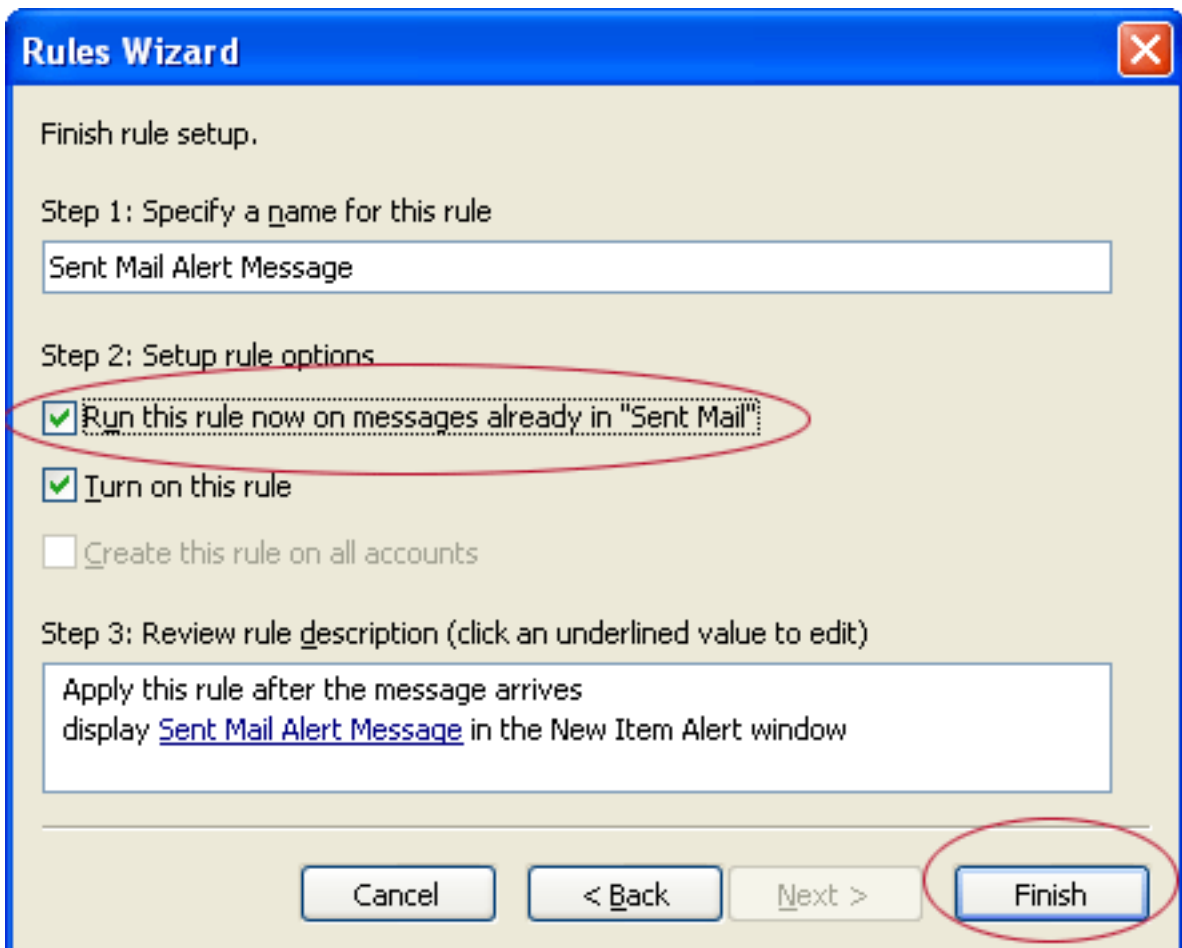 Rules Wizard
Finish rule setup.
Step 1: Specify a name for this rule
Sent Mail Alert Message
Step 2: Setup rule options
Run this rule now on messages already in "Sent Mail"
Turn on this rule
Create this rule on all accounts
Step 3: Review rule description (click an underlined value to edit)
Apply this rule after the message arrives
display Sent Mail Alert Message in the New Item Alert window
Cancel < Back Next > Finish